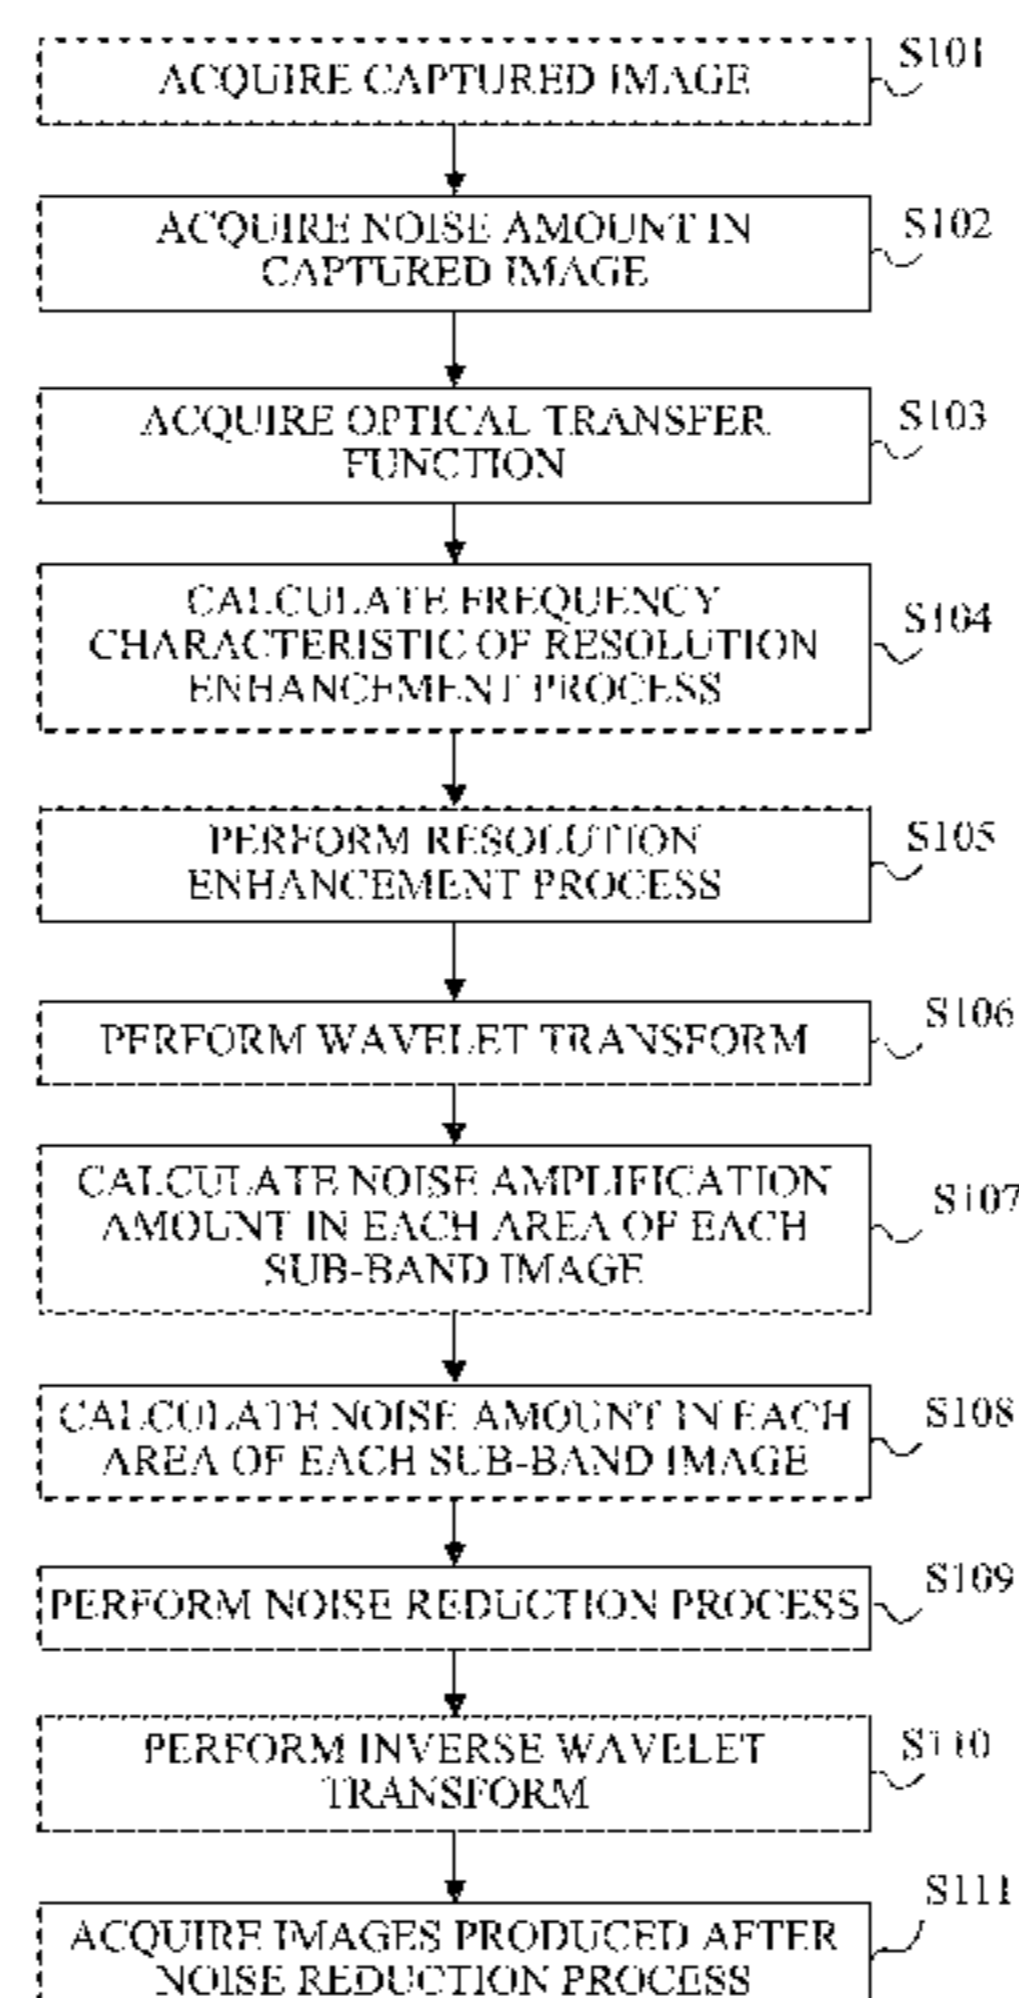 ACQUIRE CAPTURED IMAGE
S101
ACQUIRE NOISE AMOUNT IN
CAPTURED IMAGE
S102
ACQUIRE OPTICAL TRANSFER
FUNCTION
S103
CALCULATE FREQUENCY
CHARACTERISTIC OF RESOLUTION
ENHANCEMENT PROCESS
S104
PERFORM RESOLUTION
ENHANCEMENT PROCESS
S105
PERFORM WAVELET TRANSFORM
S106
CALCULATE NOISE AMPLIFICATION
AMOUNT IN EACH AREA OF EACH
SUB-BAND IMAGE
S107
CALCULATE NOISE AMOUNT IN EACH
AREA OF EACH SUB-BAND IMAGE
S108
PERFORM NOISE REDUCTION PROCESS
S109
PERFORM INVERSE WAVELET
TRANSFORM
S110
ACQUIRE IMAGES PRODUCED AFTER
NOISE REDUCTION PROCESS
S111